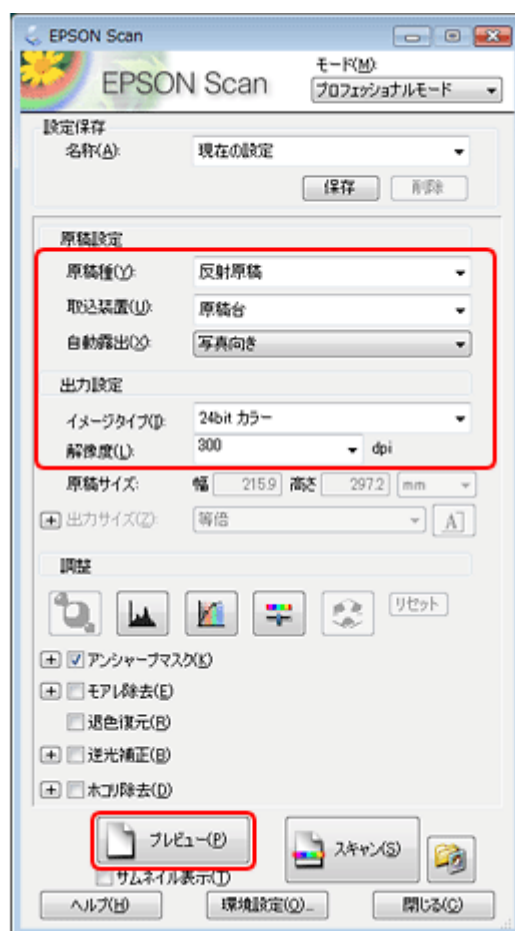 EPSON Scan
EPSON Scan
モード(M):
プロフェッショナルモード
設定保存
名称(A): 現在の設定
保存 削除
原稿設定
原稿種(Y): 反射原稿
取込装置(U): 原稿台
自動露出(X): 写真向き
出力設定
イメージタイプ(I): 24bit カラー
解像度(L): 300 dpi
原稿サイズ: 幅 215.9 高さ 297.2 mm
出力サイズ(Z): 等倍 A
調整
リセット
アンシャープマスク(K)
モアレ除去(E)
退色復元(R)
逆光補正(B)
ホコリ除去(D)
プレビュー(P) スキャン(S)
サムネイル表示(T)
ヘルプ(H) 環境設定(O)... 閉じる(C)